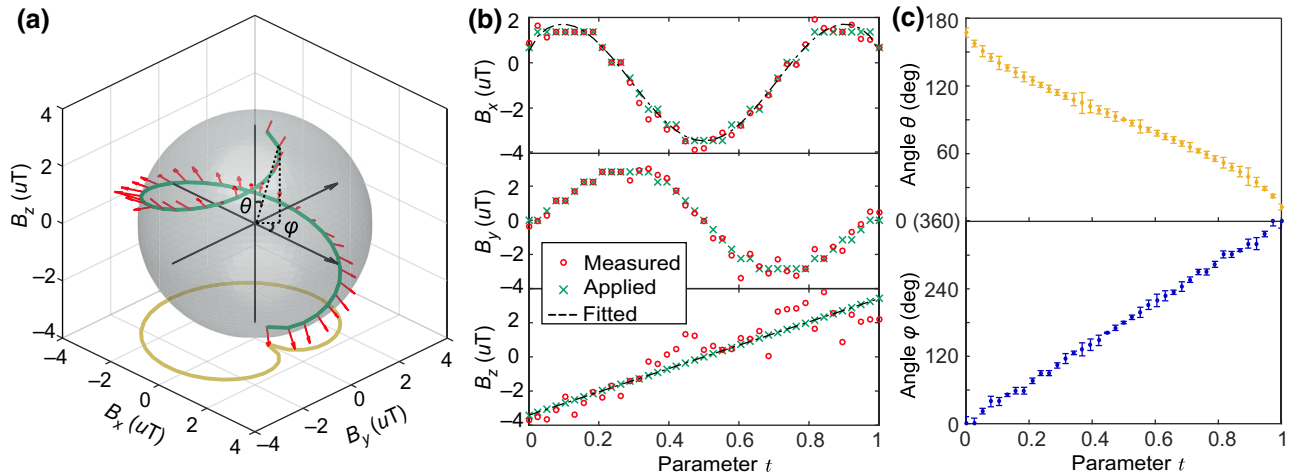 (a)
4
2
0
−2
−4
B_z (uT)
θ
φ
−4
−2
0
2
4
B_x (uT)
−4
−2
0
2
4
B_y (uT)
(b)
2
0
−2
−4
B_x (uT)
2
0
−2
B_y (uT)
Measured
Applied
Fitted
2
0
−2
−4
B_z (uT)
0
0.2
0.4
0.6
0.8
1
Parameter t
(c)
180
120
60
0 (360)
Angle θ (deg)
240
120
0
Angle φ (deg)
0
0.2
0.4
0.6
0.8
1
Parameter t